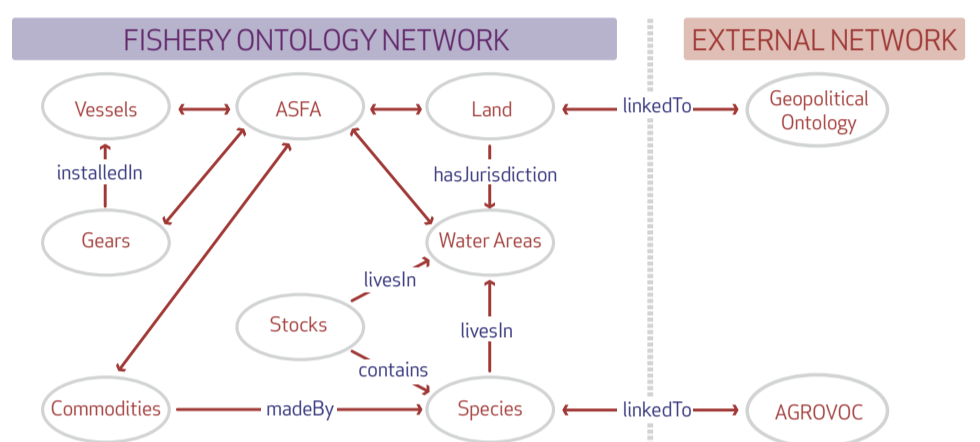 FISHERY ONTOLOGY NETWORK
EXTERNAL NETWORK
Vessels
ASFA
Land
linkedTo
Geopolitical
Ontology
installedIn
hasJurisdiction
Gears
Water Areas
livesIn
Stocks
livesIn
contains
Commodities
madeBy
Species
linkedTo
AGROVOC